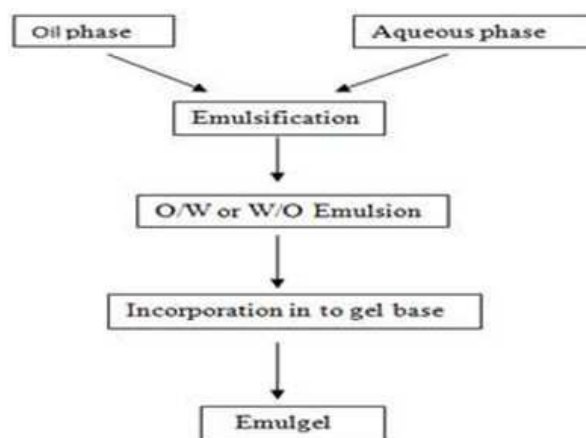 Oil phase
Aqueous phase
Emulsification
O/W or W/O Emulsion
Incorporation in to gel base
Emulgel